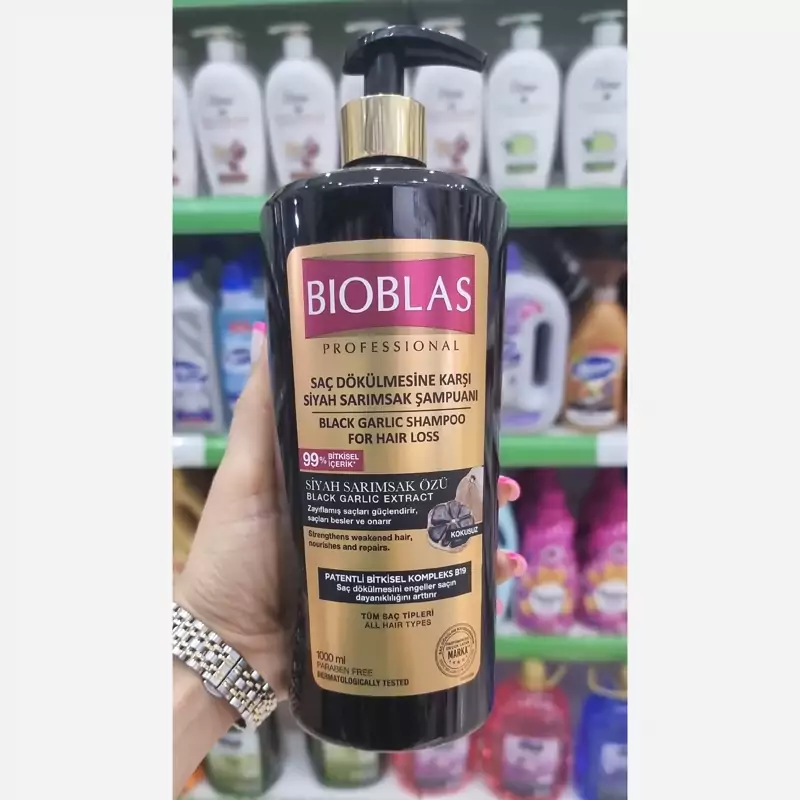 BIOBLAS
PROFESSIONAL
SAÇ DÖKÜLMESİNE KARŞI
SİYAH SARIMSAK ŞAMPUANI
BLACK GARLIC SHAMPOO
FOR HAIR LOSS
99% BİTKİSEL
İÇERİK*
SİYAH SARIMSAK ÖZÜ
BLACK GARLIC EXTRACT
Zayıflamış saçları güçlendirir,
saçları besler ve onarır
KOKUSUZ
Strengthens weakened hair,
nourishes and repairs.
PATENTLİ BİTKİSEL KOMPLEKS B19
Saç dökülmesini engeller saçın
dayanıklılığını arttırır
TÜM SAÇ TİPLERİ
ALL HAIR TYPES
1000 ml
PARABEN FREE
DERMATOLOGICALLY TESTED
MARKA